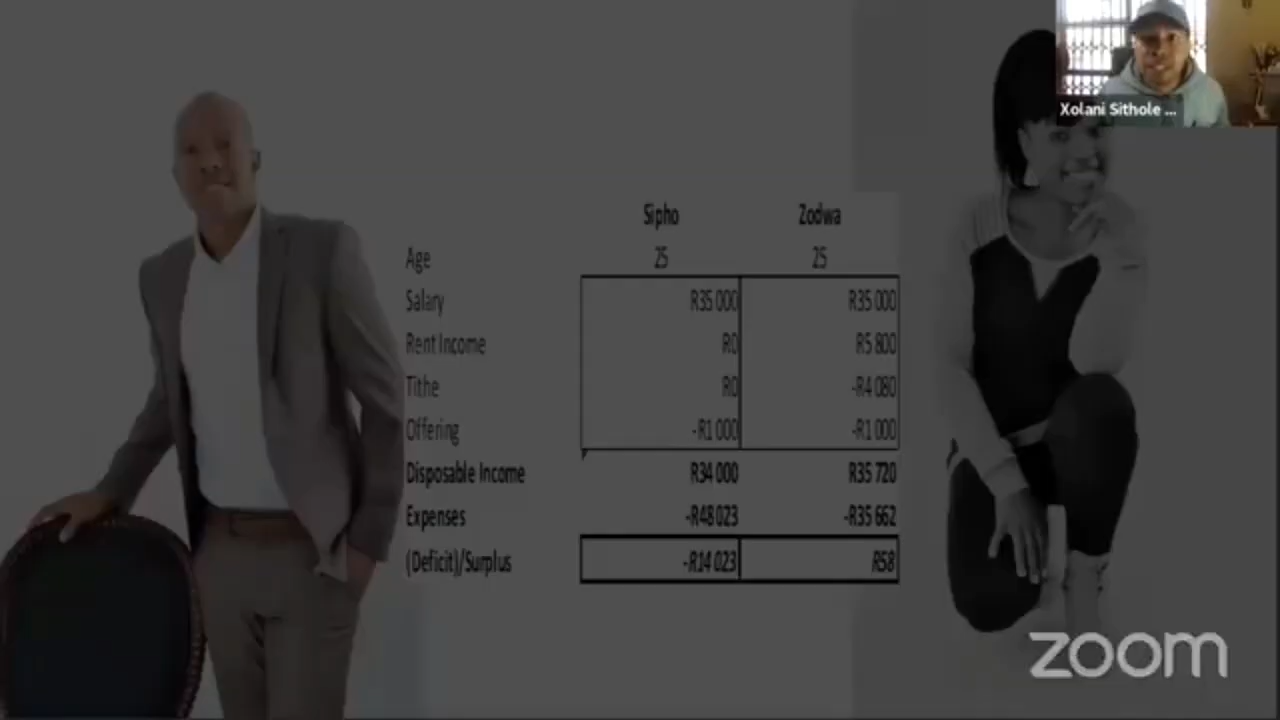 Xolani Sithole ...
Sipho Zodwa
Age 25 25
Salary R35 000 R35 000
Rent Income R0 R5 800
Tithe R0 -R4 080
Offering -R1 000 -R1 000
Disposable Income R34 000 R35 720
Expenses -R48 023 -R35 662
(Deficit)/Surplus -R14 023 R58
zoom